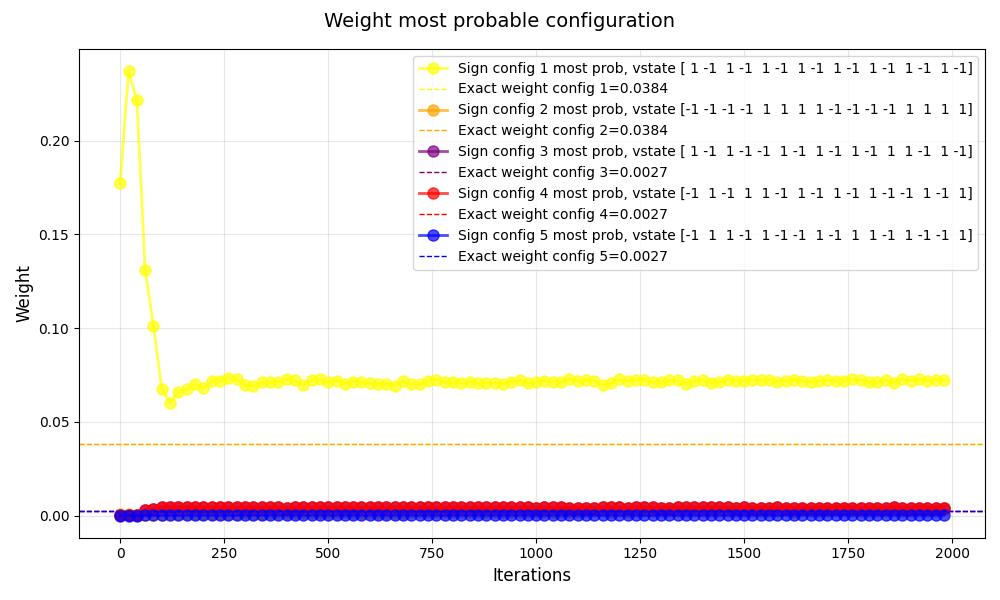 Weight most probable configuration
Weight
0.20
0.15
0.10
0.05
0.00
Sign config 1 most prob, vstate [ 1 -1  1 -1  1 -1  1 -1  1 -1  1 -1  1 -1  1 -1]
Exact weight config 1=0.0384
Sign config 2 most prob, vstate [-1 -1 -1 -1  1  1  1  1 -1 -1 -1 -1  1  1  1  1]
Exact weight config 2=0.0384
Sign config 3 most prob, vstate [ 1 -1  1 -1 -1  1 -1  1 -1  1 -1  1  1 -1  1 -1]
Exact weight config 3=0.0027
Sign config 4 most prob, vstate [-1  1 -1  1  1 -1  1 -1  1 -1  1  1 -1 -1  1 -1  1]
Exact weight config 4=0.0027
Sign config 5 most prob, vstate [-1  1  1 -1  1 -1 -1  1 -1  1  1 -1  1 -1 -1  1]
Exact weight config 5=0.0027
0
250
500
750
1000
1250
1500
1750
2000
Iterations